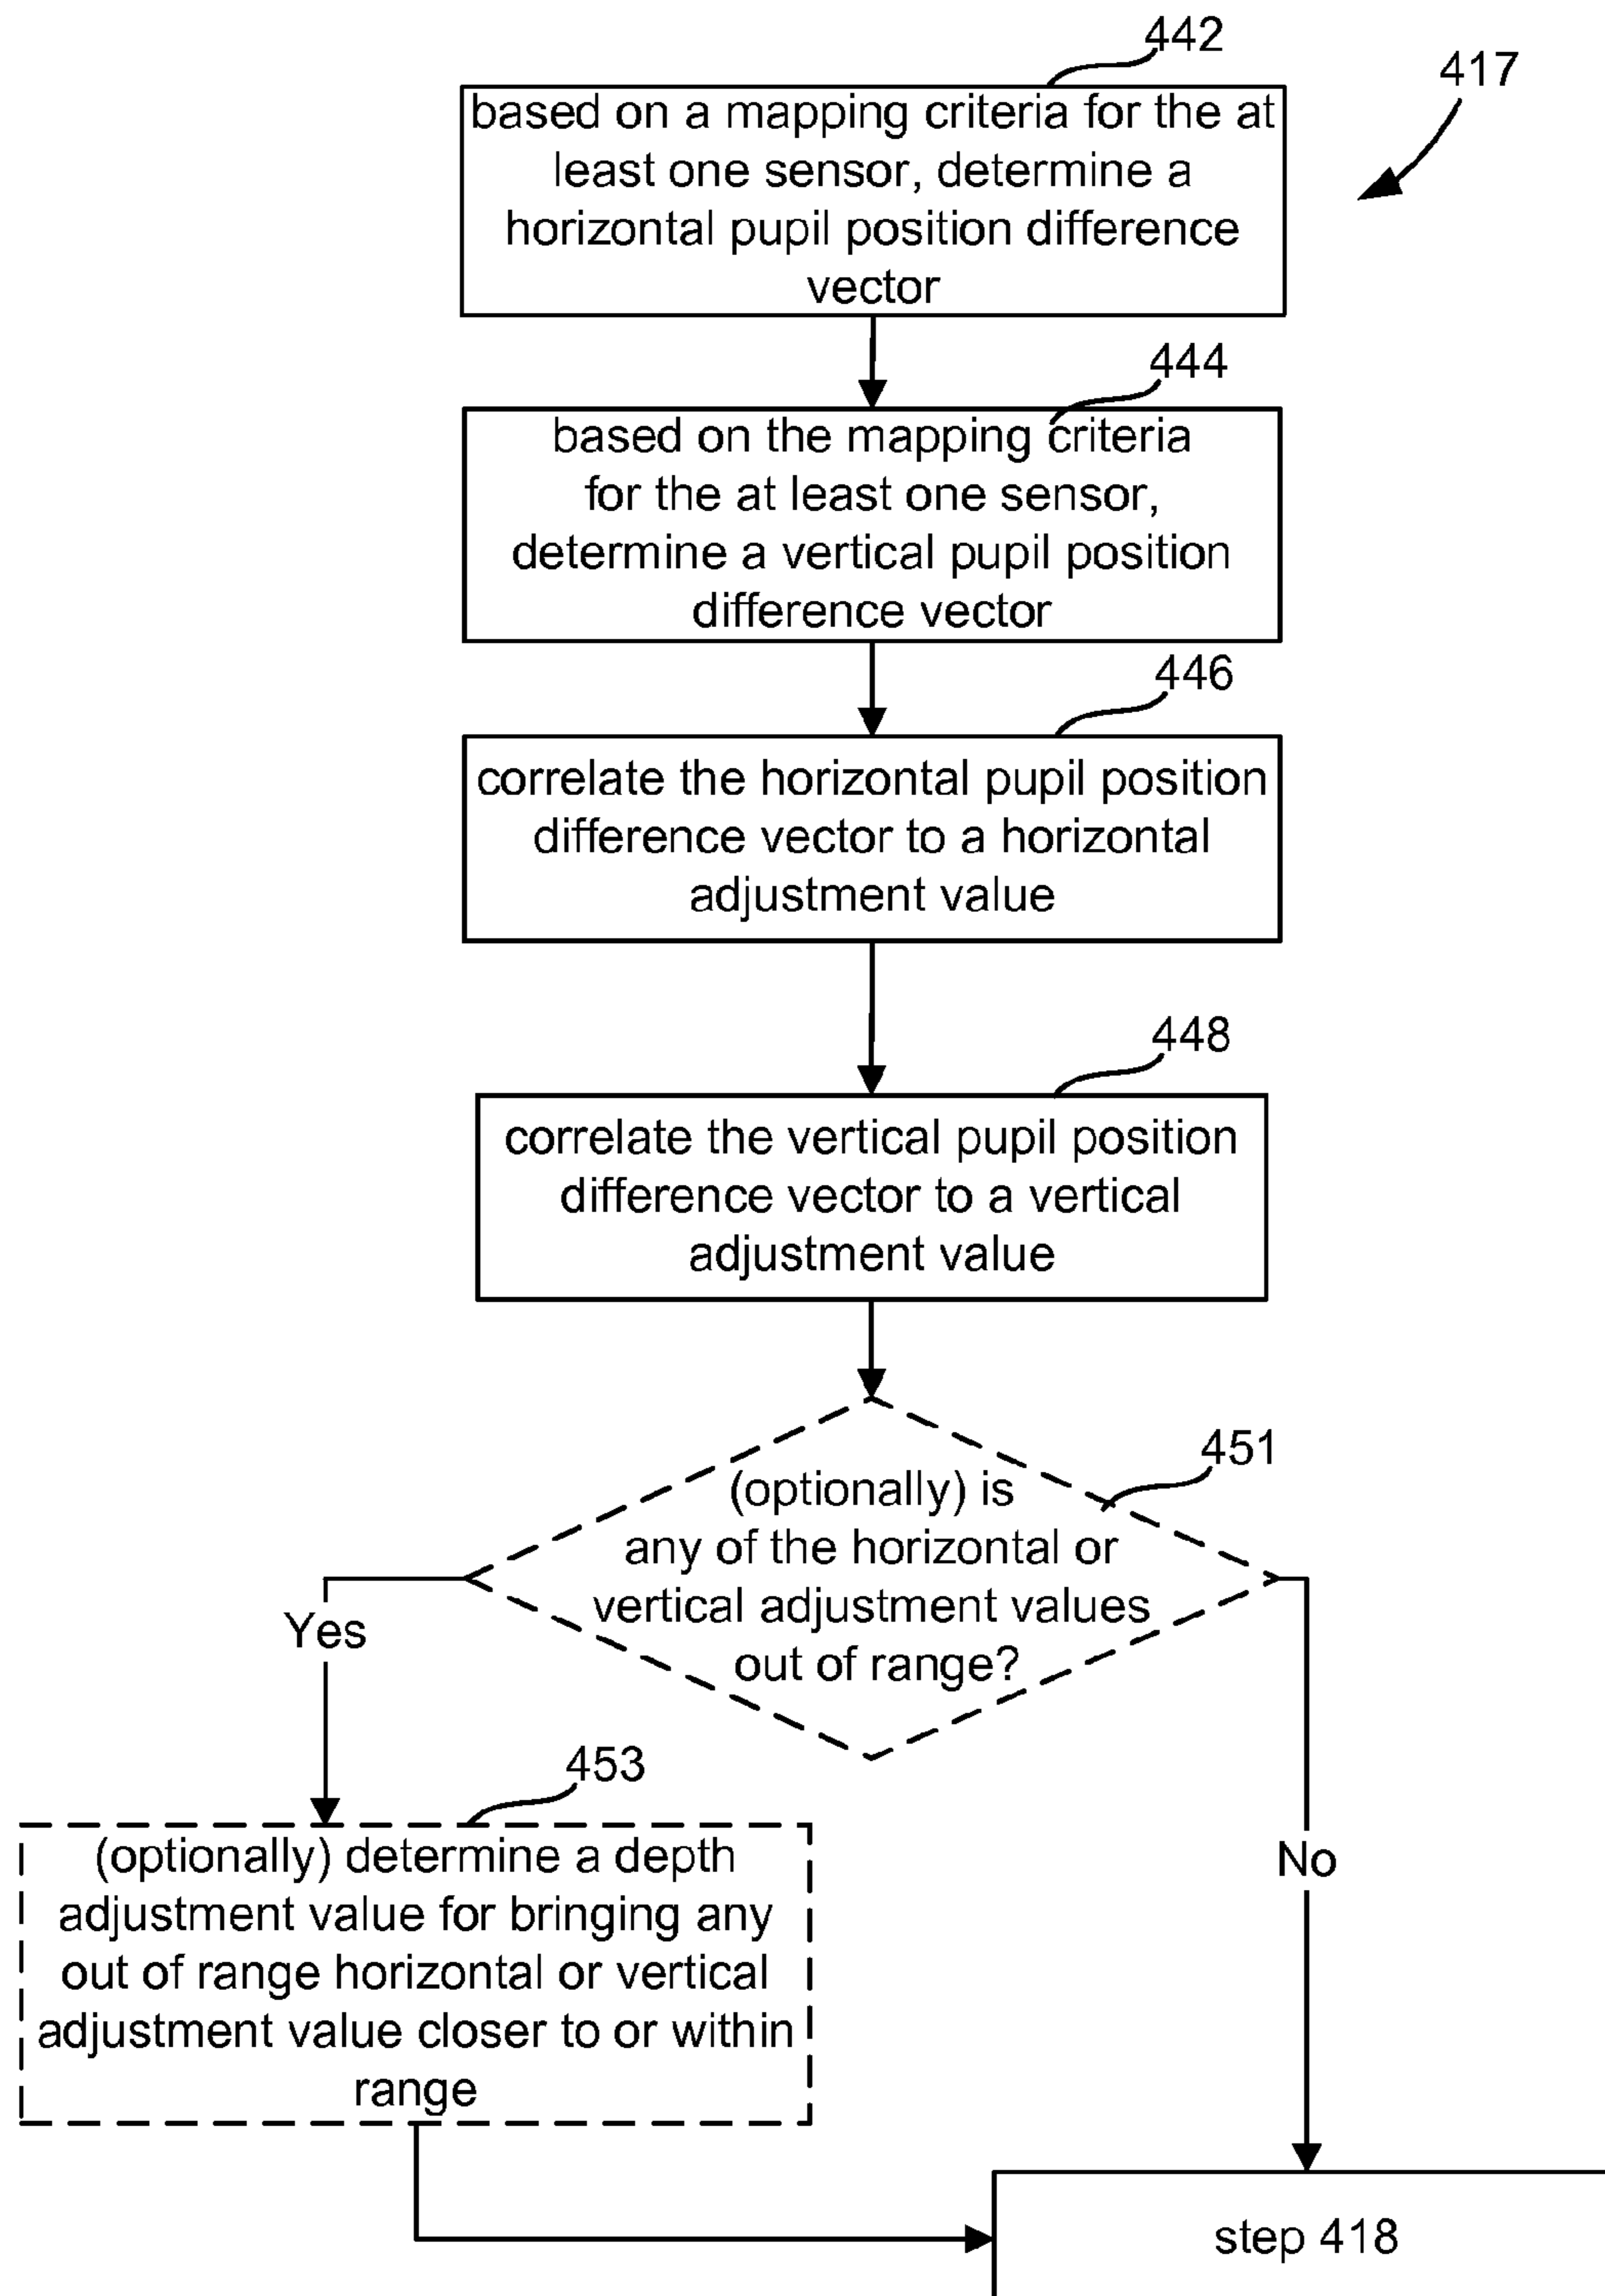 442
417
based on a mapping criteria for the at
least one sensor, determine a
horizontal pupil position difference
vector
444
based on the mapping criteria
for the at least one sensor,
determine a vertical pupil position
difference vector
446
correlate the horizontal pupil position
difference vector to a horizontal
adjustment value
448
correlate the vertical pupil position
difference vector to a vertical
adjustment value
451
(optionally) is
any of the horizontal or
vertical adjustment values
out of range?
Yes
453
(optionally) determine a depth
adjustment value for bringing any
out of range horizontal or vertical
adjustment value closer to or within
range
No
step 418